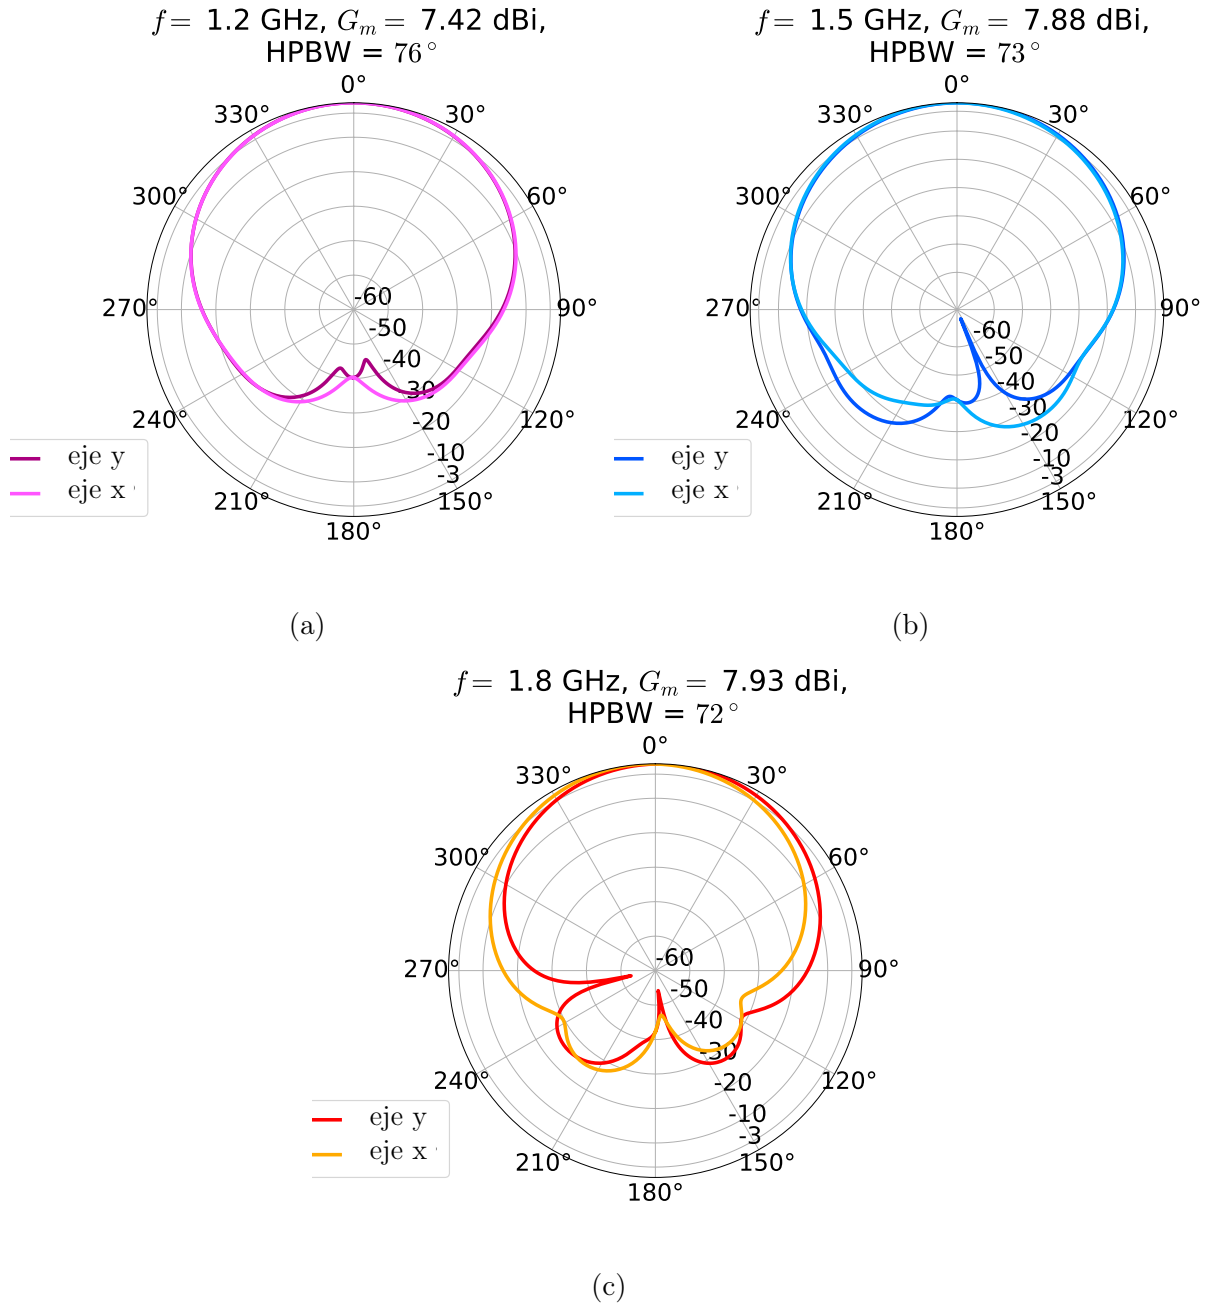 f = 1.2 GHz, Gₘ = 7.42 dBi,
HPBW = 76°
0°
330° 30°
300° 60°
270° 90°
240° 120°
210° 150°
180°
-60
-50
-40
-30
-20
-10
-3
eje y
eje x
(a)
f = 1.5 GHz, Gₘ = 7.88 dBi,
HPBW = 73°
0°
330° 30°
300° 60°
270° 90°
240° 120°
210° 150°
180°
-60
-50
-40
-30
-20
-10
-3
eje y
eje x
(b)
f = 1.8 GHz, Gₘ = 7.93 dBi,
HPBW = 72°
0°
330° 30°
300° 60°
270° 90°
240° 120°
210° 150°
180°
-60
-50
-40
-30
-20
-10
-3
eje y
eje x
(c)